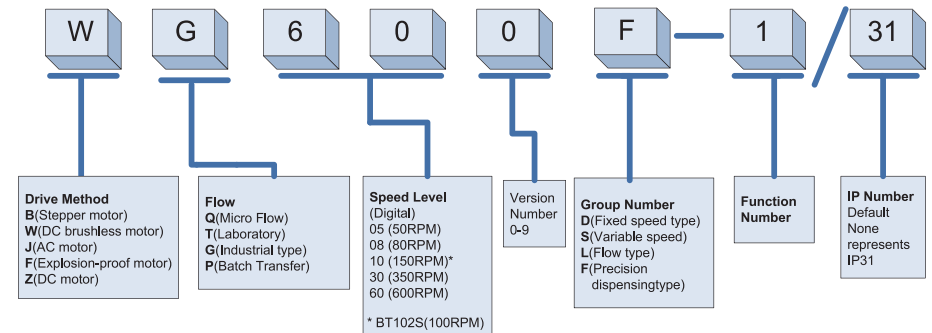 W G 6 0 0 F - 1 / 31
Drive Method
B(Stepper motor)
W(DC brushless motor)
J(AC motor)
F(Explosion-proof motor)
Z(DC motor)
Flow
Q(Micro Flow)
T(Laboratory)
G(Industrial type)
P(Batch Transfer)
Speed Level
(Digital)
05 (50RPM)
08 (80RPM)
10 (150RPM)*
30 (350RPM)
60 (600RPM)
* BT102S(100RPM)
Version
Number
0-9
Group Number
D(Fixed speed type)
S(Variable speed)
L(Flow type)
F(Precision
dispensingtype)
Function
Number
IP Number
Default
None
represents
IP31